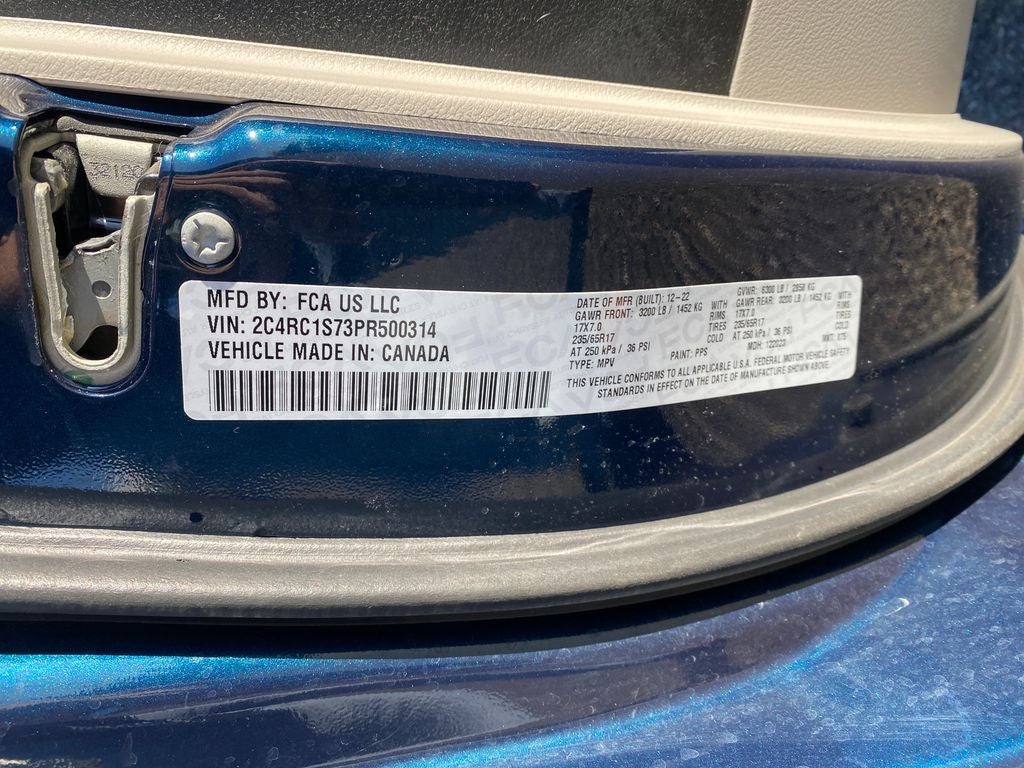 32120
MFD BY: FCA US LLC
VIN: 2C4RC1S73PR500314
VEHICLE MADE IN: CANADA
DATE OF MFR (BUILT): 12-22 GVWR: 6300 LB / 2858 KG
GAWR FRONT: 3200 LB / 1452 KG WITH GAWR REAR: 3200 LB / 1452 KG WITH
17X7.0 RIMS 17X7.0 RIMS
235/65R17 TIRES 235/65R17 TIRES
AT 250 kPa / 36 PSI COLD AT 250 kPa / 36 PSI COLD
TYPE: MPV PAINT: PPS MDH: 122023
THIS VEHICLE CONFORMS TO ALL APPLICABLE U.S.A. FEDERAL MOTOR VEHICLE SAFETY
STANDARDS IN EFFECT ON THE DATE OF MANUFACTURE SHOWN ABOVE.